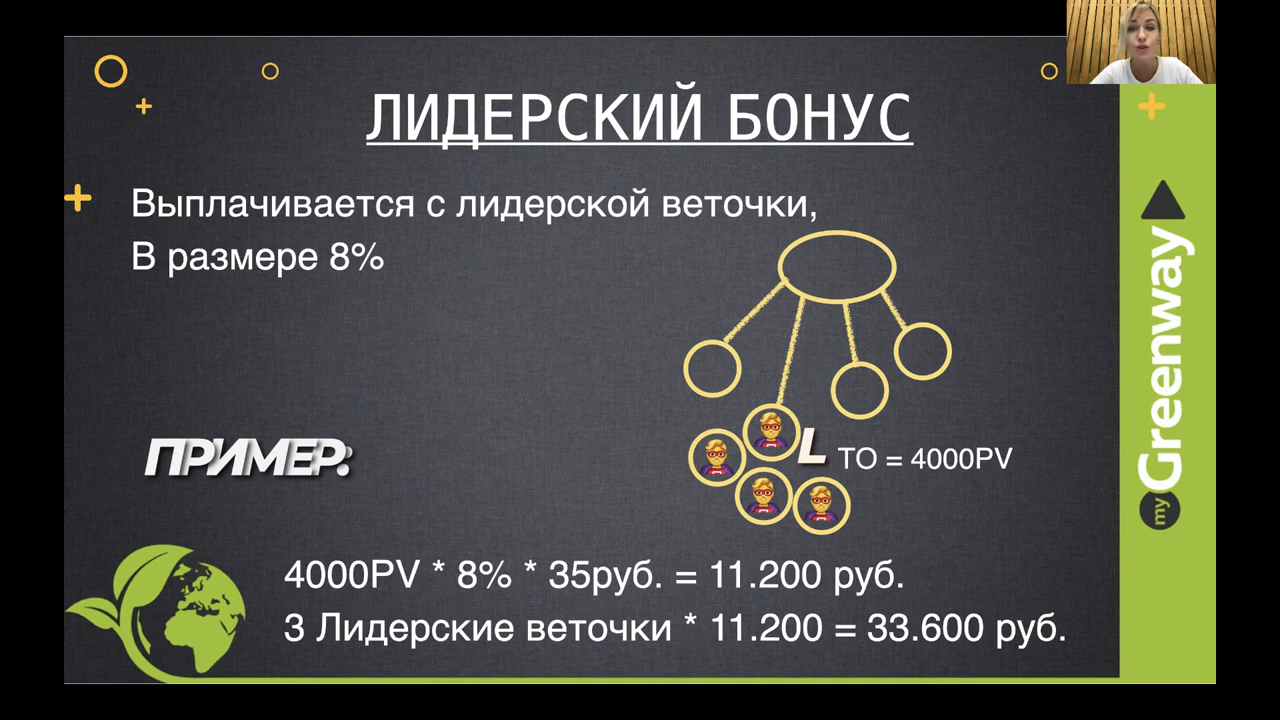 ЛИДЕРСКИЙ БОНУС
Выплачивается с лидерской веточки,
В размере 8%
L ТО = 4000PV
ПРИМЕР:
4000PV * 8% * 35руб. = 11.200 руб.
3 Лидерские веточки * 11.200 = 33.600 руб.
my Greenway